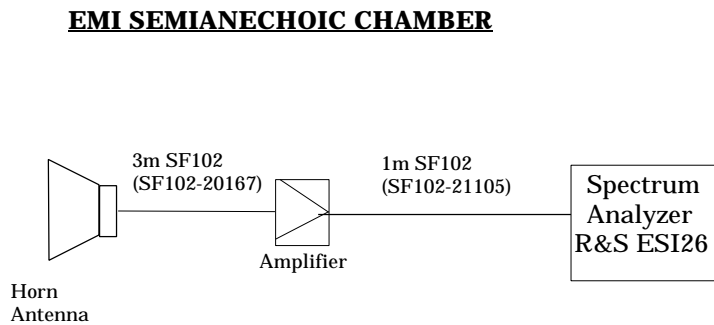 EMI SEMIANECHOIC CHAMBER
3m SF102
(SF102-20167)
1m SF102
(SF102-21105)
Spectrum
Analyzer
R&S ESI26
Amplifier
Horn
Antenna